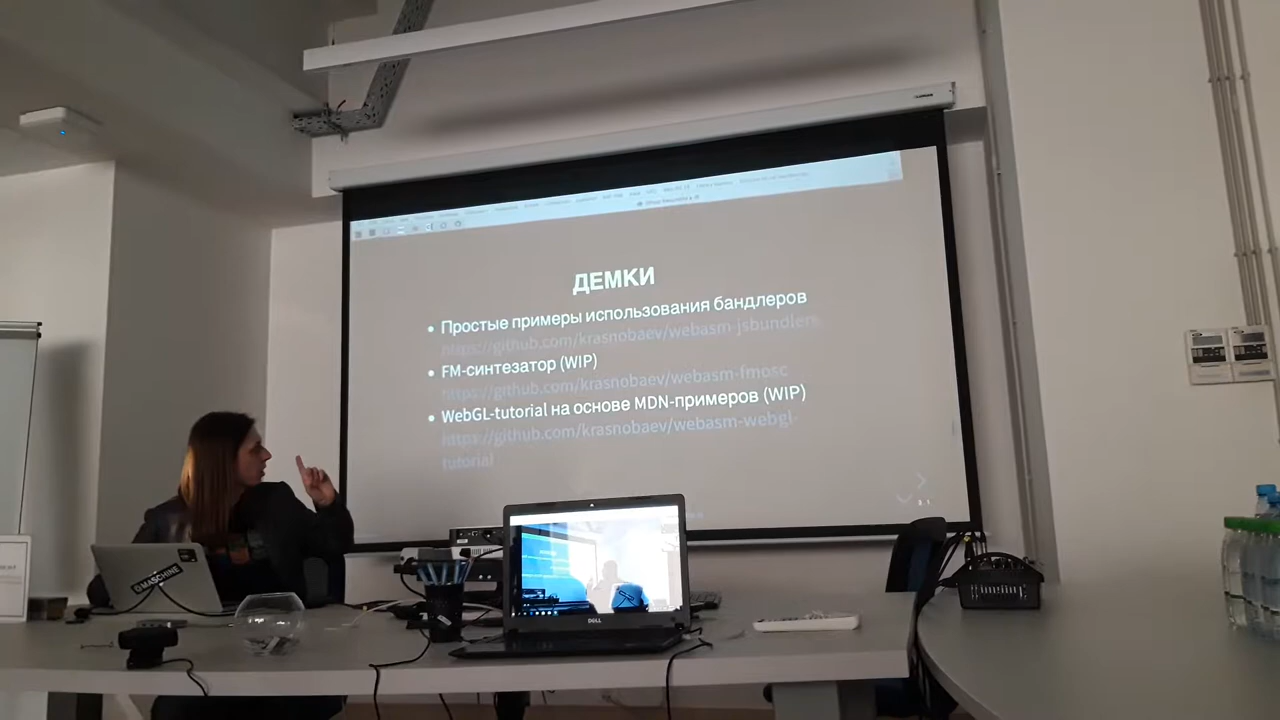 ДЕМКИ
• Простые примеры использования бандлеров
https://github.com/krasnobaev/webasm-jsbundlers
• FM-синтезатор (WIP)
https://github.com/krasnobaev/webasm-fmosc
• WebGL-tutorial на основе MDN-примеров (WIP)
https://github.com/krasnobaev/webasm-webgl-
tutorial
MASCHINE
DELL